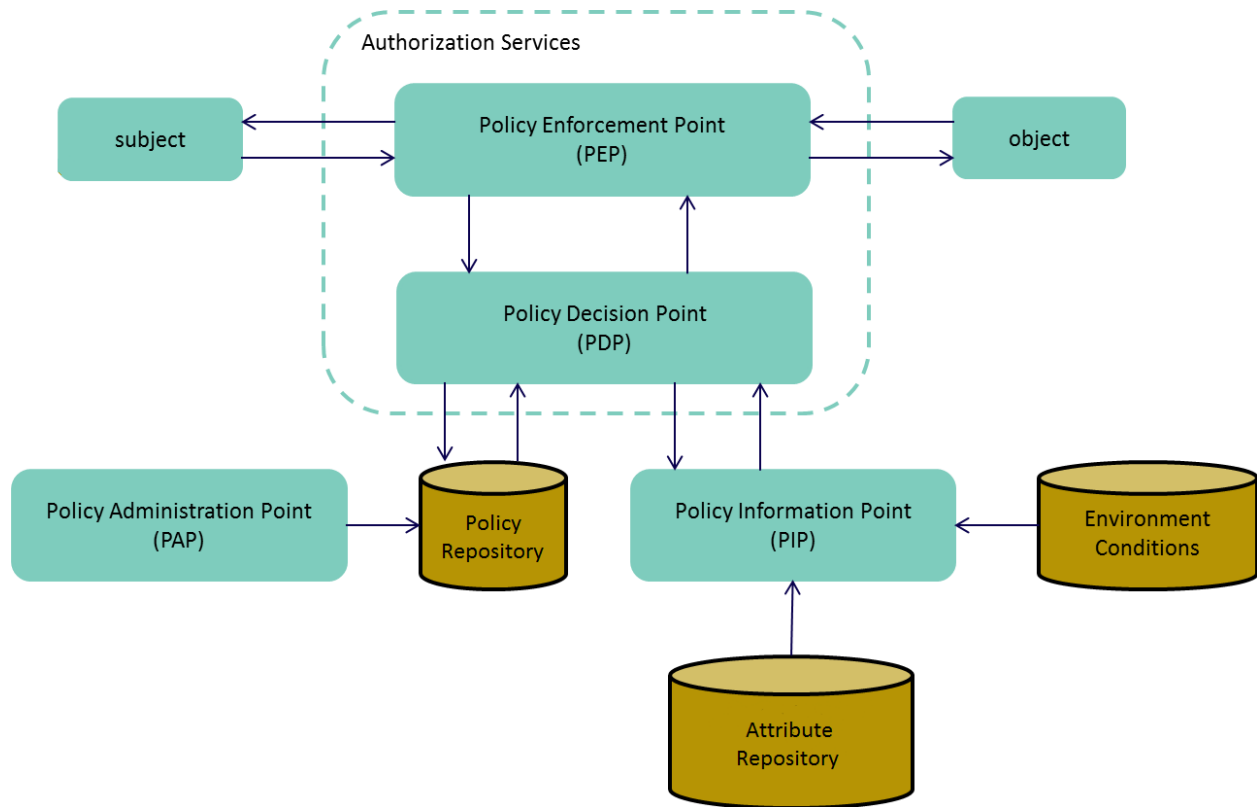 Authorization Services
subject
Policy Enforcement Point
(PEP)
object
Policy Decision Point
(PDP)
Policy Administration Point
(PAP)
Policy
Repository
Policy Information Point
(PIP)
Environment
Conditions
Attribute
Repository